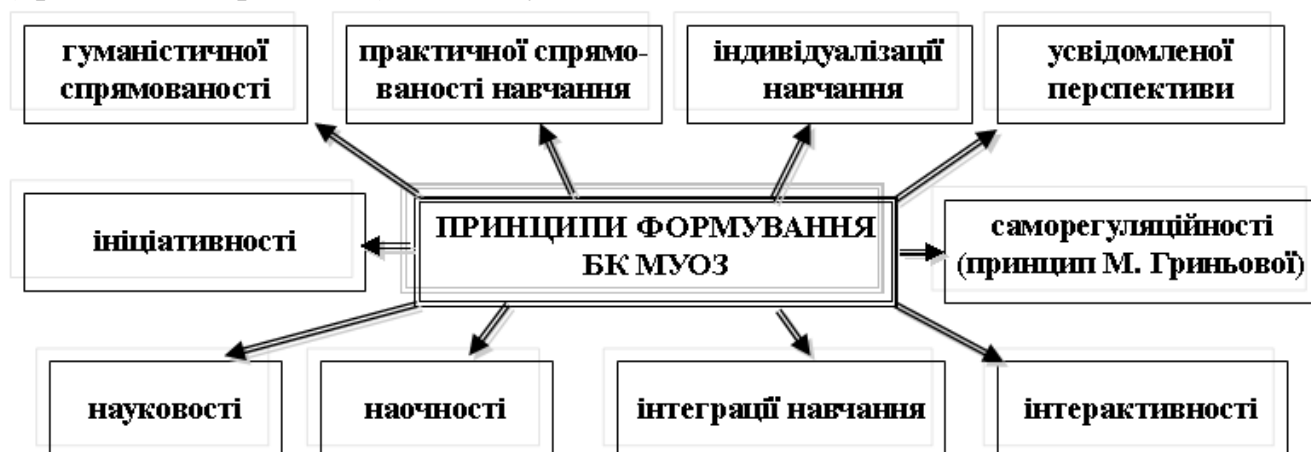 гуманістичної
спрямованості
практичної спрямо-
ваності навчання
індивідуалізації
навчання
усвідомленої
перспективи
ініціативності
ПРИНЦИПИ ФОРМУВАННЯ
БК МУОЗ
саморегуляційності
(принцип М. Гриньової)
науковості
наочності
інтеграції навчання
інтерактивності